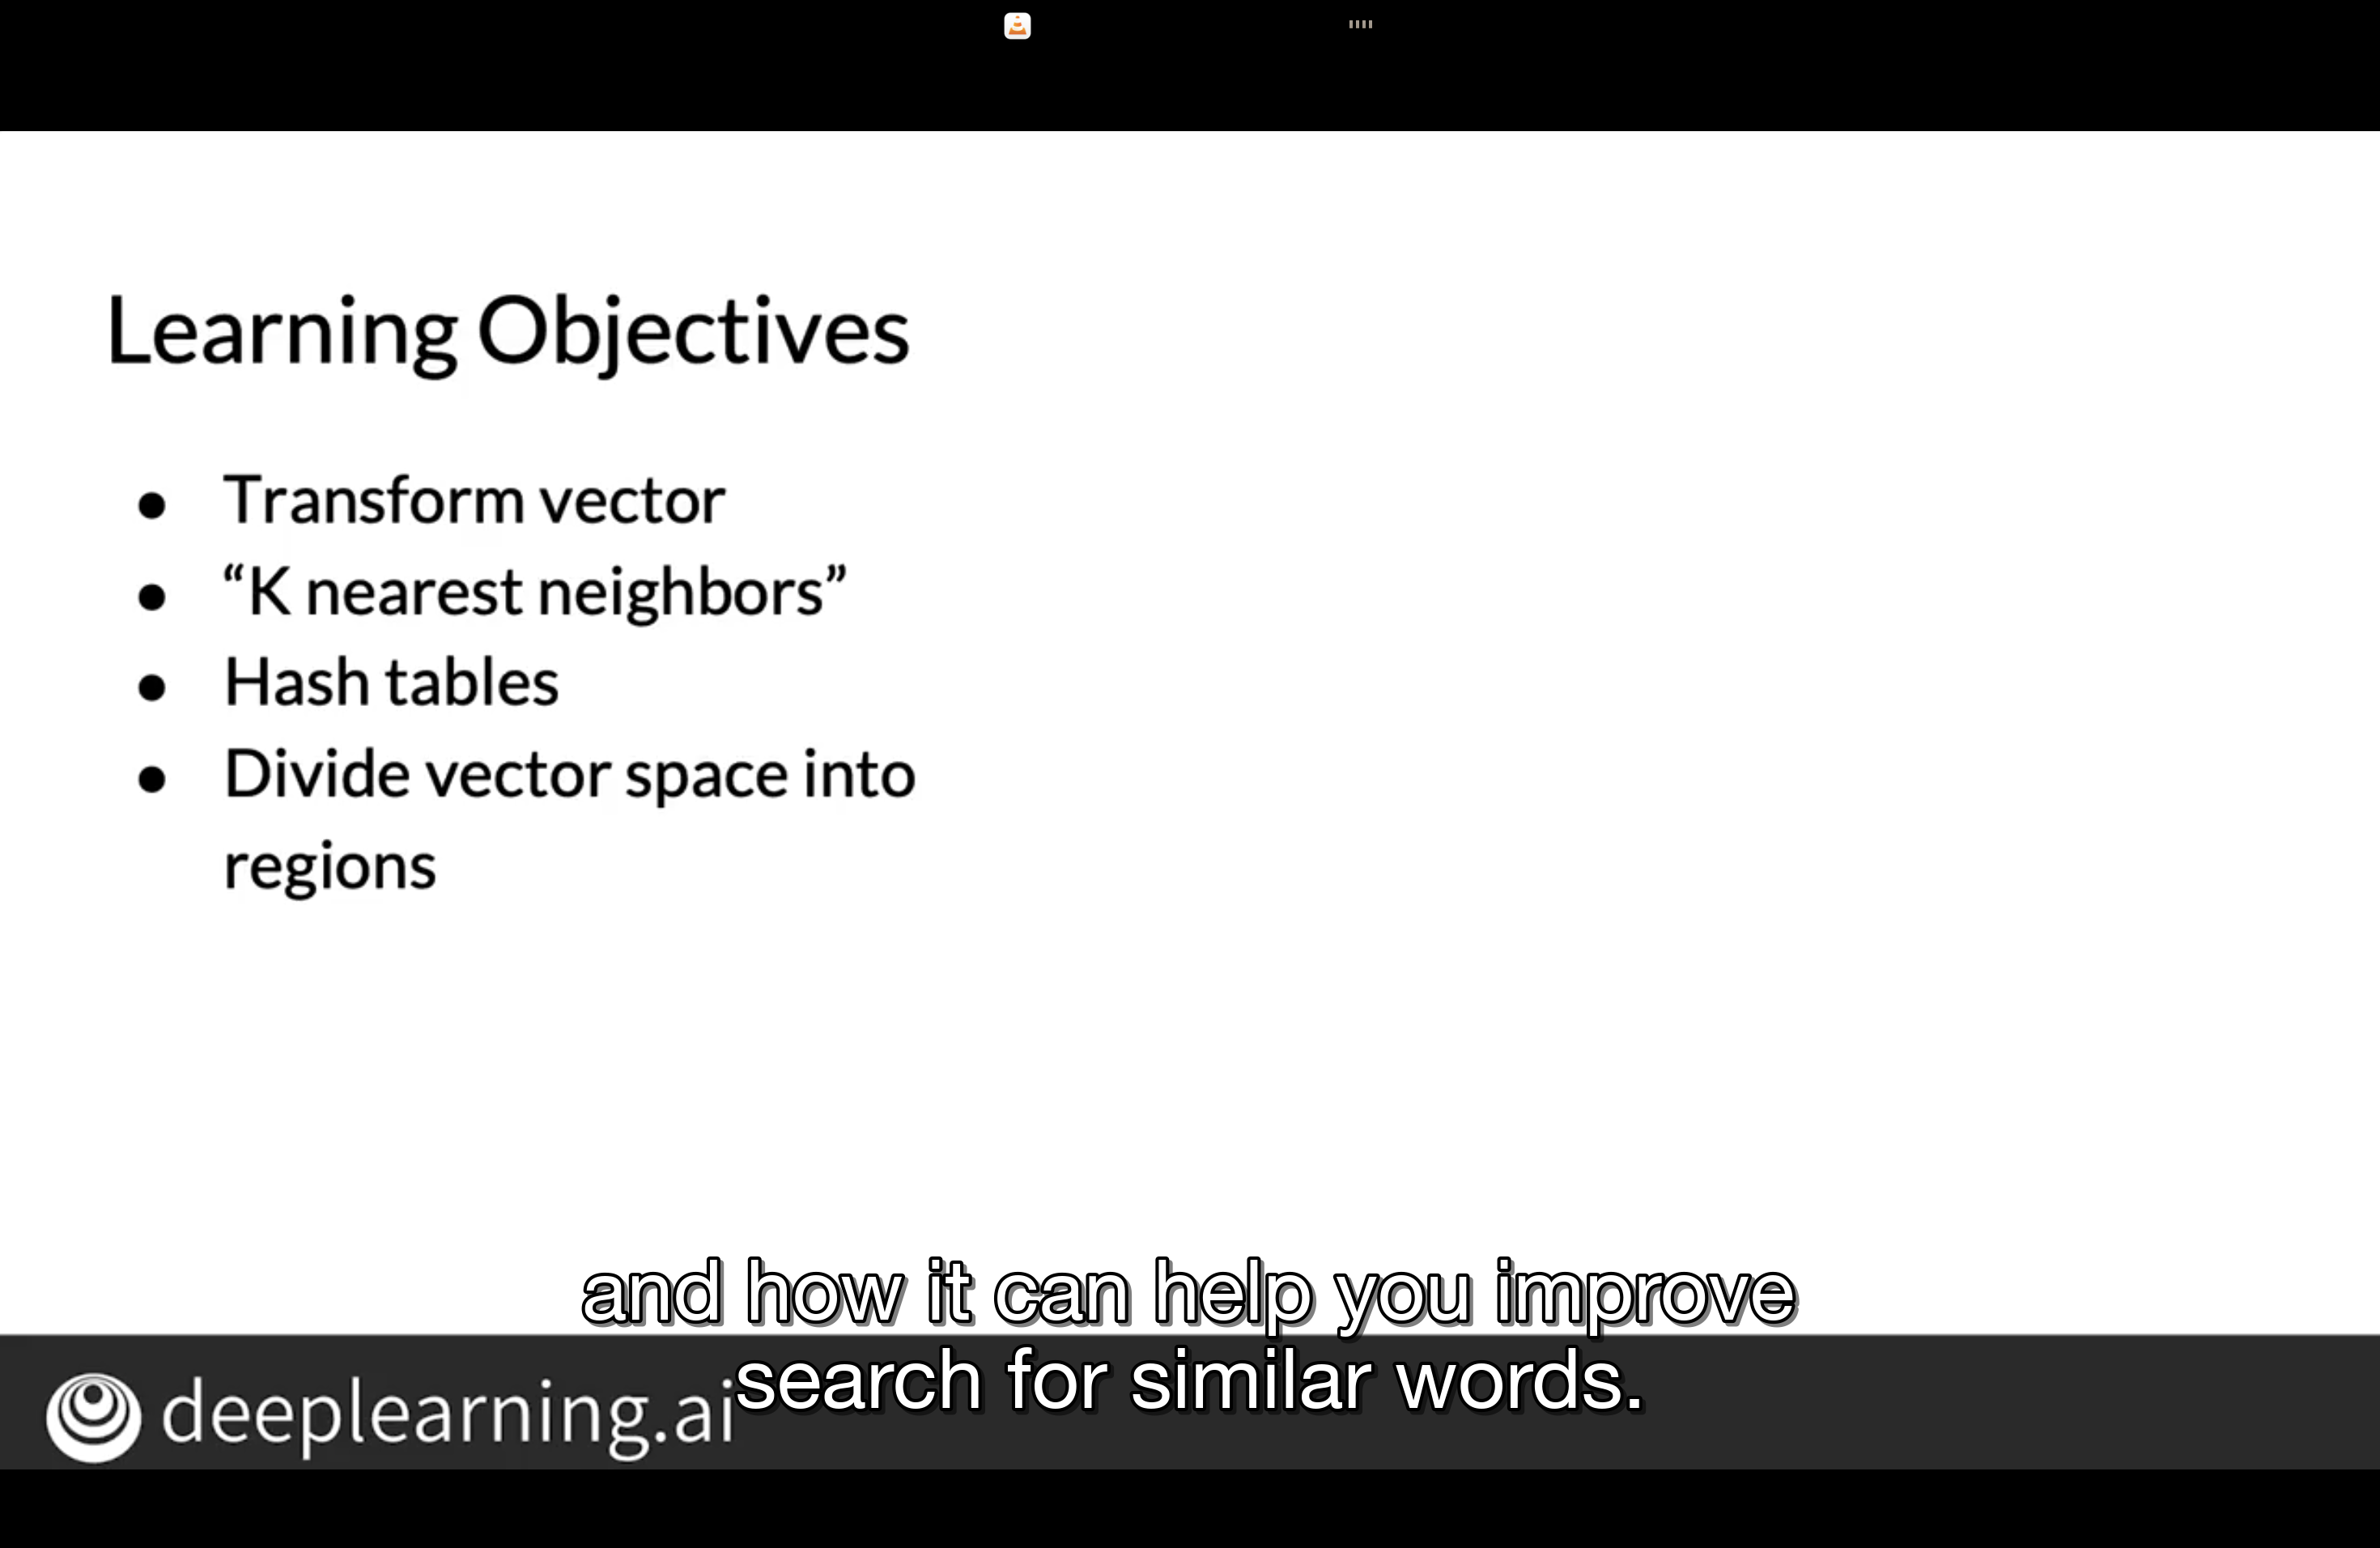 Learning Objectives
● Transform vector
● “K nearest neighbors”
● Hash tables
● Divide vector space into
regions
and how it can help you improve
search for similar words.
deeplearning.ai